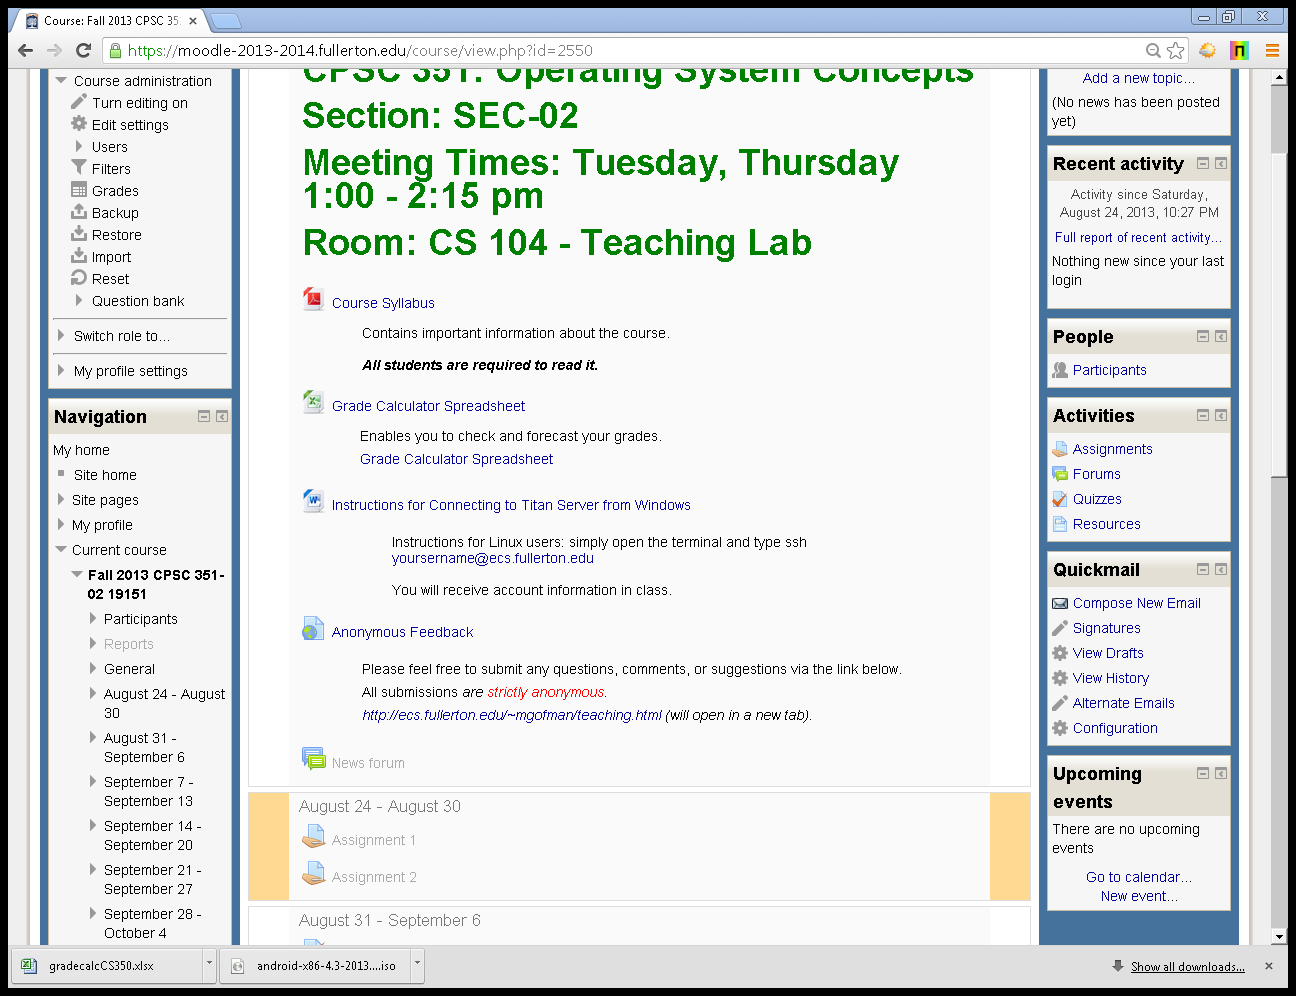 Course: Fall 2013 CPSC 35
https://moodle-2013-2014.fullerton.edu/course/view.php?id=2550
Course administration
Turn editing on
Edit settings
Users
Filters
Grades
Backup
Restore
Import
Reset
Question bank
Switch role to...
My profile settings
Navigation
My home
Site home
Site pages
My profile
Current course
Fall 2013 CPSC 351-
02 19151
Participants
Reports
General
August 24 - August
30
August 31 -
September 6
September 7 -
September 13
September 14 -
September 20
September 21 -
September 27
September 28 -
October 4
CPSC 351: Operating System Concepts
Section: SEC-02
Meeting Times: Tuesday, Thursday
1:00 - 2:15 pm
Room: CS 104 - Teaching Lab
Course Syllabus
Contains important information about the course.
All students are required to read it.
Grade Calculator Spreadsheet
Enables you to check and forecast your grades.
Grade Calculator Spreadsheet
Instructions for Connecting to Titan Server from Windows
Instructions for Linux users: simply open the terminal and type ssh
yoursername@ecs.fullerton.edu
You will receive account information in class.
Anonymous Feedback
Please feel free to submit any questions, comments, or suggestions via the link below.
All submissions are strictly anonymous.
http://ecs.fullerton.edu/~mgofman/teaching.html (will open in a new tab).
News forum
August 24 - August 30
Assignment 1
Assignment 2
August 31 - September 6
Add a new topic...
(No news has been posted
yet)
Recent activity
Activity since Saturday,
August 24, 2013, 10:27 PM
Full report of recent activity...
Nothing new since your last
login
People
Participants
Activities
Assignments
Forums
Quizzes
Resources
Quickmail
Compose New Email
Signatures
View Drafts
View History
Alternate Emails
Configuration
Upcoming
events
There are no upcoming
events
Go to calendar...
New event...
gradecalcCS350.xlsx
android-x86-4.3-2013....iso
Show all downloads...